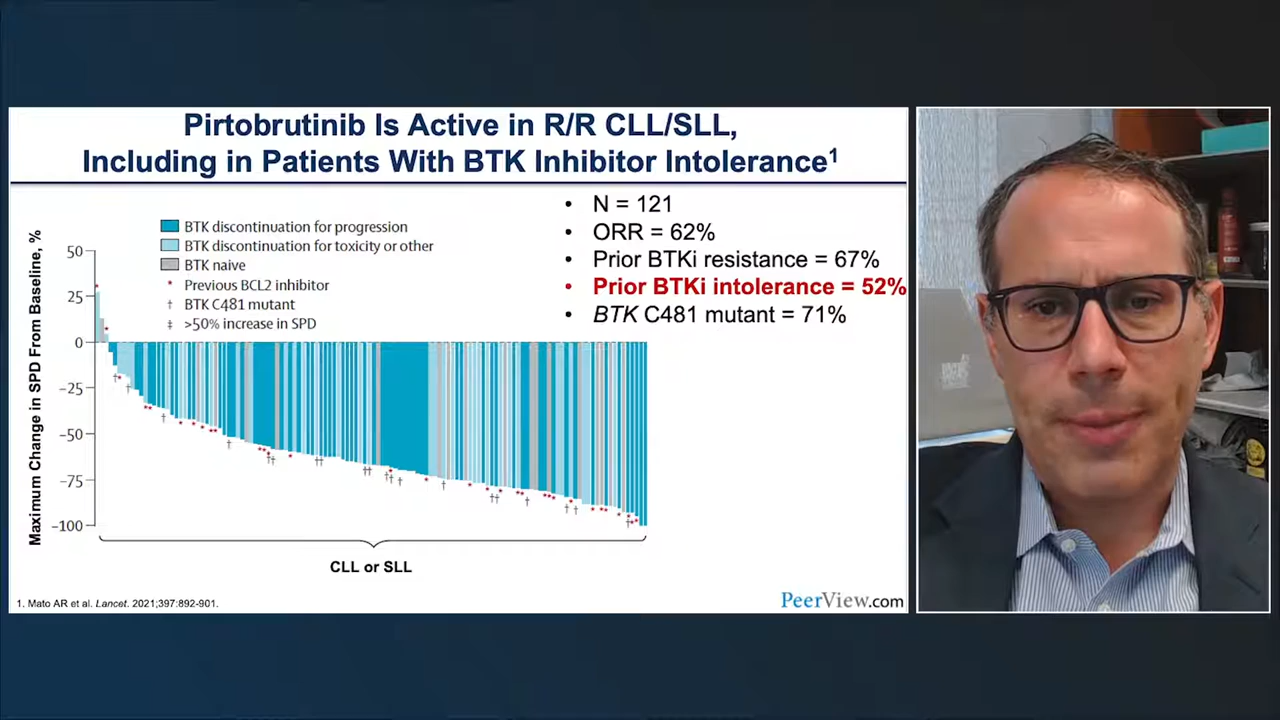 Pirtobrutinib Is Active in R/R CLL/SLL,
Including in Patients With BTK Inhibitor Intolerance¹
• N = 121
• ORR = 62%
• Prior BTKi resistance = 67%
• Prior BTKi intolerance = 52%
• BTK C481 mutant = 71%
BTK discontinuation for progression
BTK discontinuation for toxicity or other
BTK naive
* Previous BCL2 inhibitor
† BTK C481 mutant
‡ >50% increase in SPD
Maximum Change in SPD From Baseline, %
50
25
0
−25
−50
−75
−100
CLL or SLL
1. Mato AR et al. Lancet. 2021;397:892-901.
PeerView.com